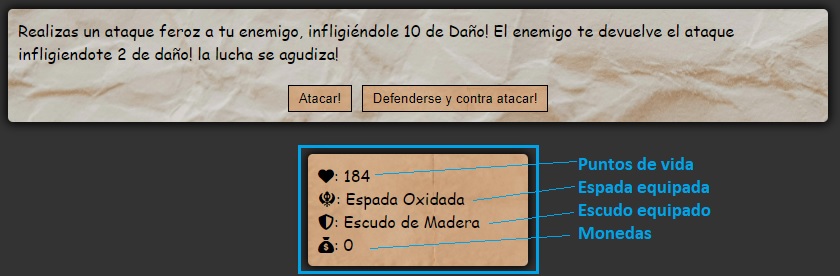 Realizas un ataque feroz a tu enemigo, infligiéndole 10 de Daño! El enemigo te devuelve el ataque
infligiendote 2 de daño! la lucha se agudiza!
Atacar! Defenderse y contra atacar!
: 184
: Espada Oxidada
: Escudo de Madera
: 0
Puntos de vida
Espada equipada
Escudo equipado
Monedas